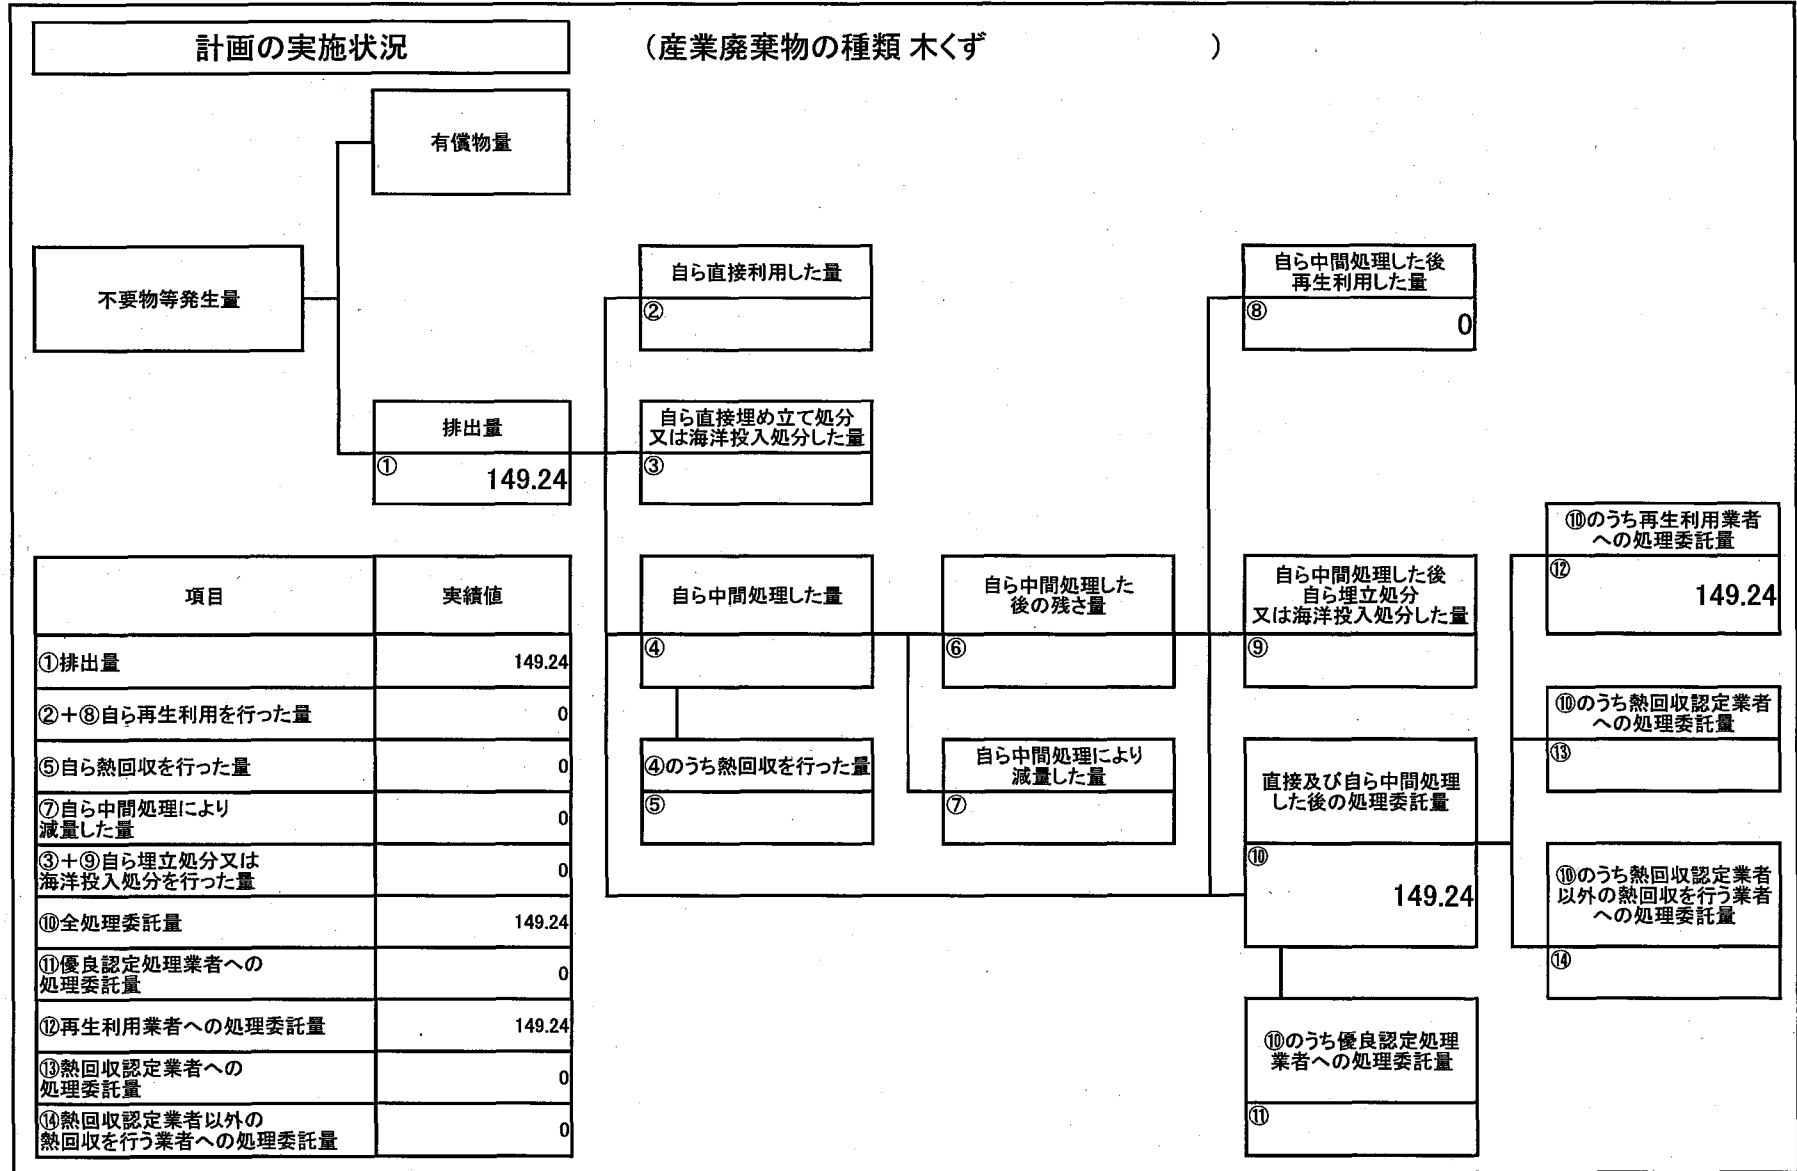 計画の実施状況
（産業廃棄物の種類 木くず ）
有償物量
不要物等発生量
排出量
①
149.24
自ら直接利用した量
②
自ら直接埋め立て処分
又は海洋投入処分した量
③
自ら中間処理した後
再生利用した量
⑧
0
自ら中間処理した量
④
④のうち熱回収を行った量
⑤
自ら中間処理した
後の残さ量
⑥
自ら中間処理により
減量した量
⑦
自ら中間処理した後
自ら埋立処分
又は海洋投入処分した量
⑨
直接及び自ら中間処理
した後の処理委託量
⑩
149.24
⑩のうち優良認定処理
業者への処理委託量
⑪
⑩のうち再生利用業者
への処理委託量
⑫
149.24
⑩のうち熱回収認定業者
への処理委託量
⑬
⑩のうち熱回収認定業者
以外の熱回収を行う業者
への処理委託量
⑭
項目 実績値
①排出量 149.24
②＋⑧自ら再生利用を行った量 0
⑤自ら熱回収を行った量 0
⑦自ら中間処理により
減量した量 0
③＋⑨自ら埋立処分又は
海洋投入処分を行った量 0
⑩全処理委託量 149.24
⑪優良認定処理業者への
処理委託量 0
⑫再生利用業者への処理委託量 149.24
⑬熱回収認定業者への
処理委託量 0
⑭熱回収認定業者以外の
熱回収を行う業者への処理委託量 0